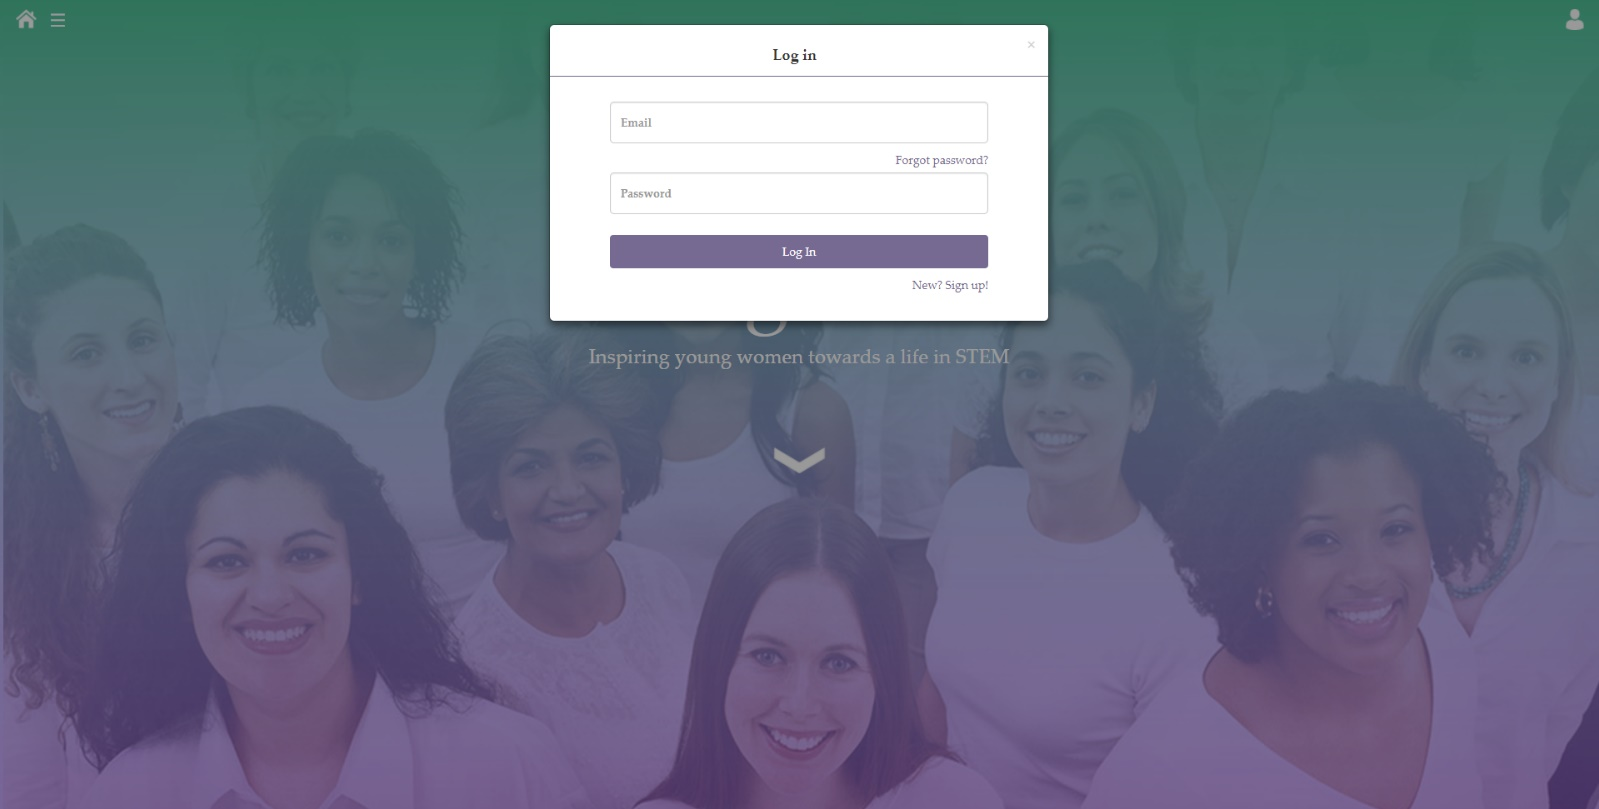 Log in
×
Email
Forgot password?
Password
Log In
New? Sign up!
Inspiring young women towards a life in STEM